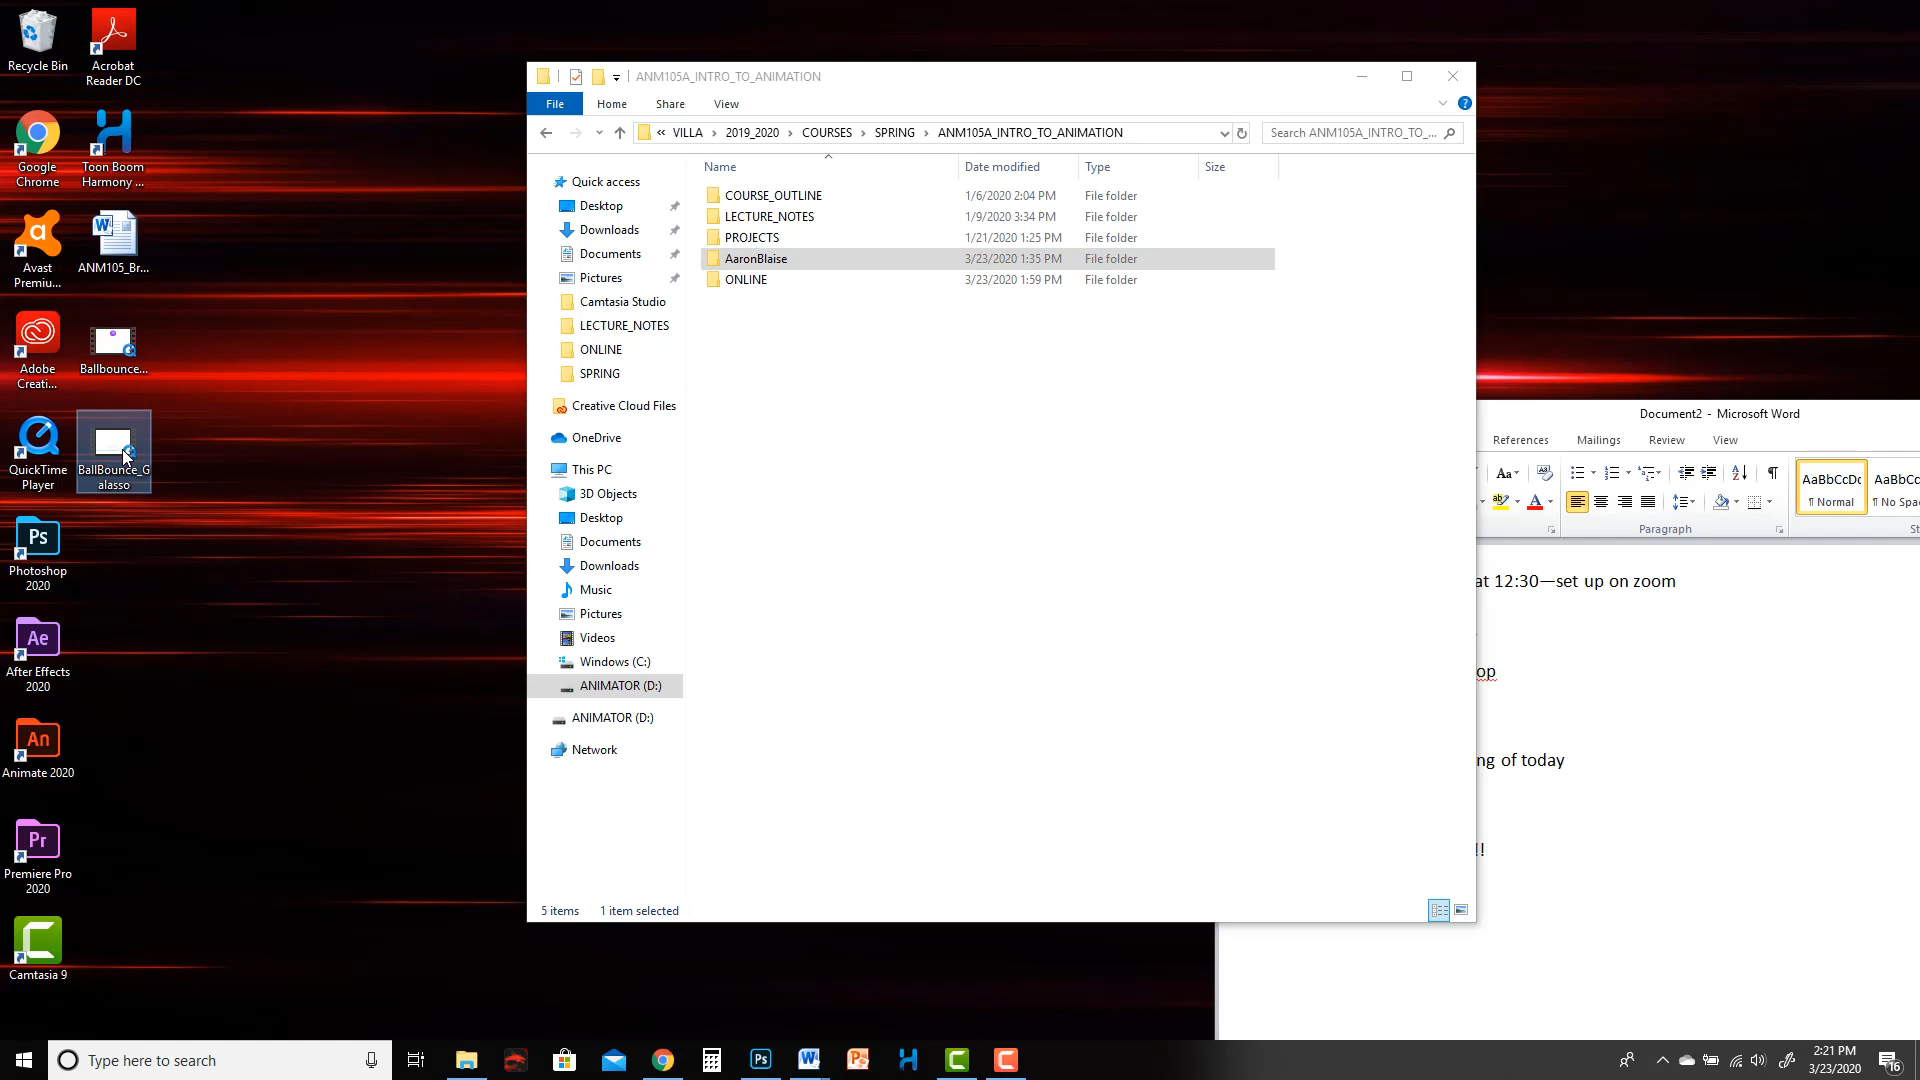 Recycle Bin
Acrobat
Reader DC
Google
Chrome
Toon Boom
Harmony ...
Avast
Premiu...
ANM105_Br...
Adobe
Creati...
Ballbounce...
QuickTime
Player
BallBounce_G
alasso
Photoshop
2020
After Effects
2020
Animate 2020
Premiere Pro
2020
Camtasia 9
ANM105A_INTRO_TO_ANIMATION
File
Home
Share
View
« VILLA › 2019_2020 › COURSES › SPRING › ANM105A_INTRO_TO_ANIMATION
Search ANM105A_INTRO_TO_...
Name
Date modified
Type
Size
COURSE_OUTLINE 1/6/2020 2:04 PM File folder
LECTURE_NOTES 1/9/2020 3:34 PM File folder
PROJECTS 1/21/2020 1:25 PM File folder
AaronBlaise 3/23/2020 1:35 PM File folder
ONLINE 3/23/2020 1:59 PM File folder
Quick access
Desktop
Downloads
Documents
Pictures
Camtasia Studio
LECTURE_NOTES
ONLINE
SPRING
Creative Cloud Files
OneDrive
This PC
3D Objects
Desktop
Documents
Downloads
Music
Pictures
Videos
Windows (C:)
ANIMATOR (D:)
ANIMATOR (D:)
Network
5 items
1 item selected
Document2 - Microsoft Word
References
Mailings
Review
View
Aa
AaBbCcDc
AaBbCc
¶ Normal
¶ No Spa
Paragraph
St
at 12:30—set up on zoom
op
ng of today
!!
Type here to search
Ps
2:21 PM
3/23/2020
16